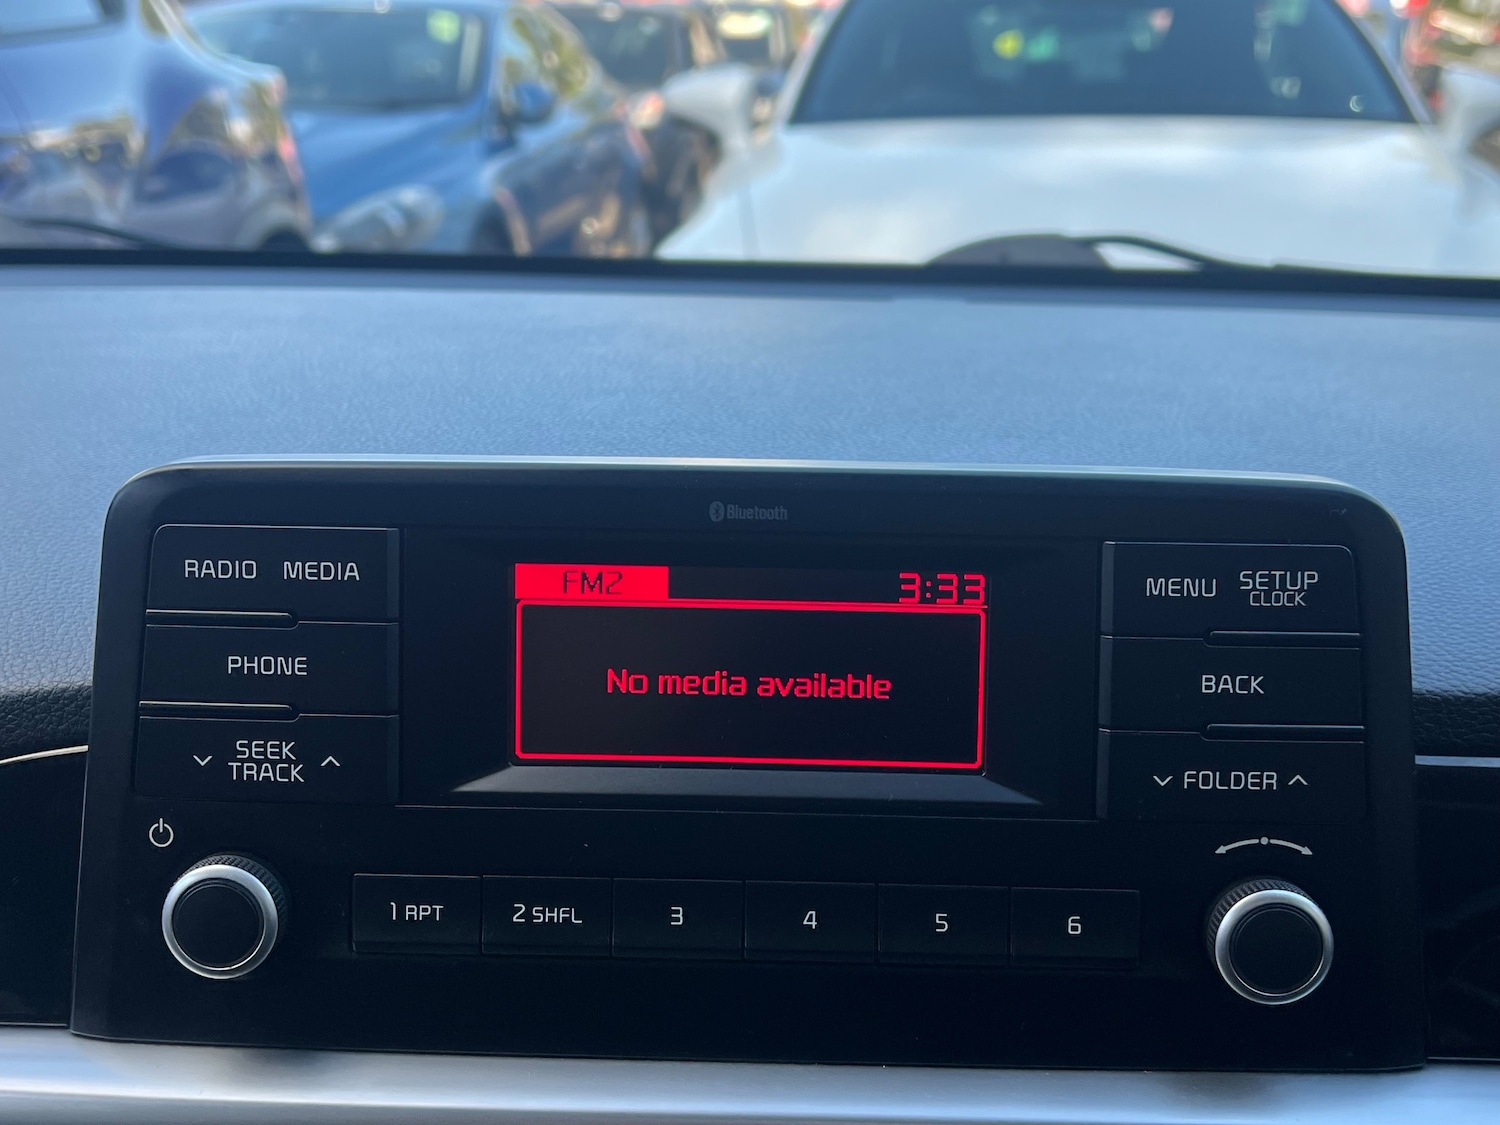 Bluetooth
RADIO MEDIA
PHONE
SEEK
TRACK
FM2 3:33
No media available
MENU SETUP
CLOCK
BACK
FOLDER
1 RPT
2 SHFL
3
4
5
6